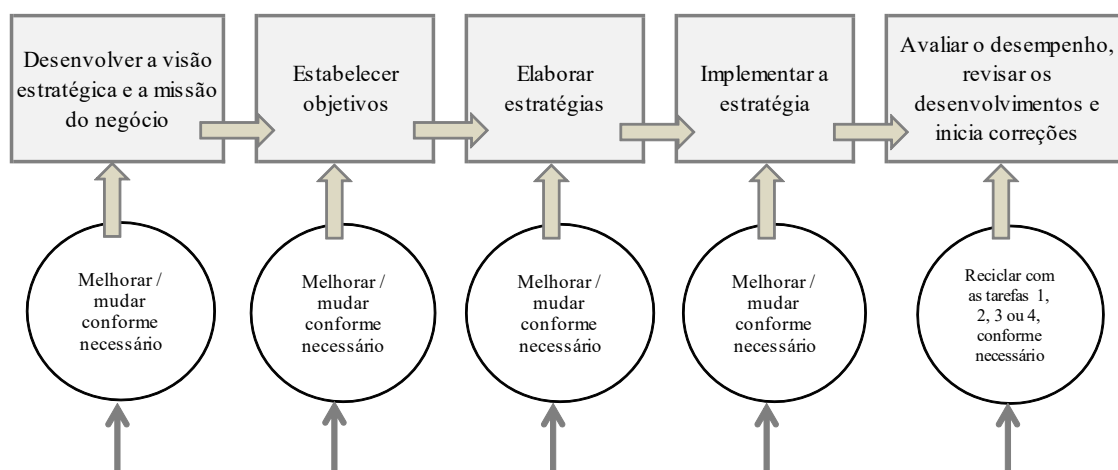 Desenvolver a visão
estratégica e a missão
do negócio
Estabelecer
objetivos
Elaborar
estratégias
Implementar a
estratégia
Avaliar o desempenho,
revisar os
desenvolvimentos e
inicia correções
Melhorar /
mudar
conforme
necessário
Melhorar /
mudar
conforme
necessário
Melhorar /
mudar
conforme
necessário
Melhorar /
mudar
conforme
necessário
Reciclar com
as tarefas 1,
2, 3 ou 4,
conforme
necessário